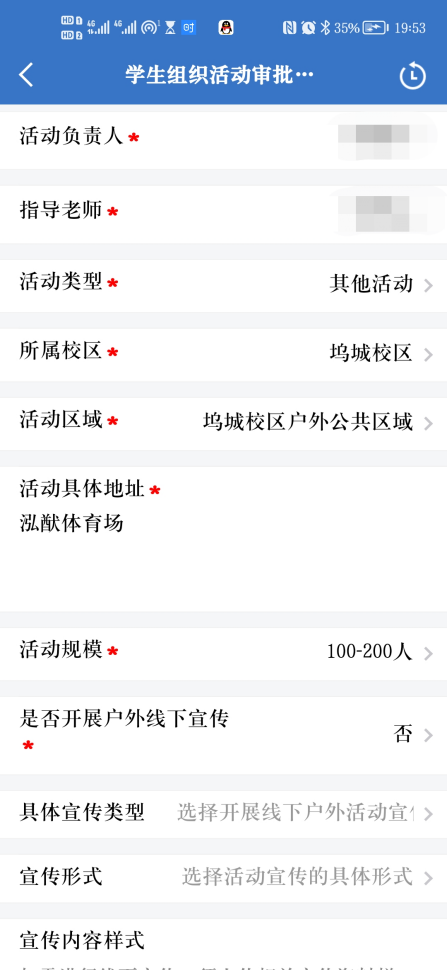 35% 19:53
学生组织活动审批…
活动负责人*
指导老师*
活动类型* 其他活动
所属校区* 坞城校区
活动区域* 坞城校区户外公共区域
活动具体地址*
泓猷体育场
活动规模* 100-200人
是否开展户外线下宣传
* 否
具体宣传类型 选择开展线下户外活动宣
宣传形式 选择活动宣传的具体形式
宣传内容样式